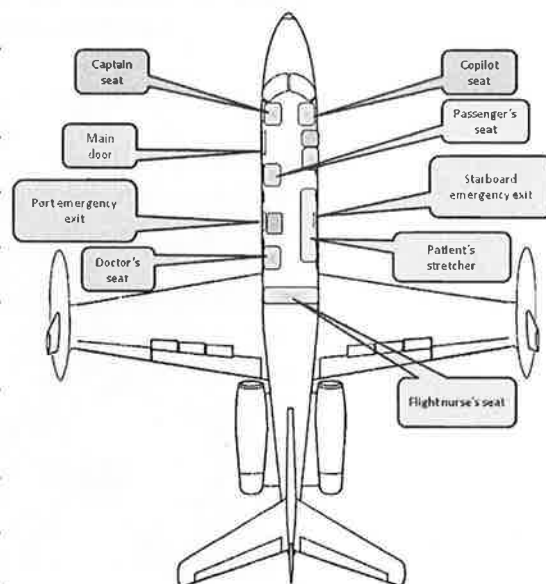 Captain
seat
Copilot
seat
Passenger's
seat
Main
door
Starboard
emergency exit
Port emergency
exit
Doctor's
seat
Patient's
stretcher
Flight nurse's seat